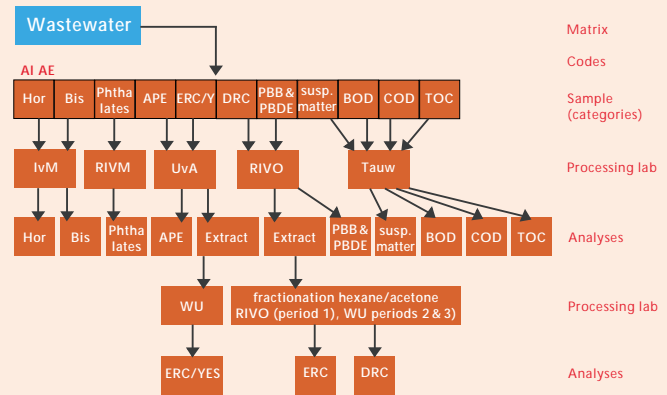 Wastewater
Matrix
Codes
AI AE
Hor Bis Phtha lates APE ERC/Y DRC PBB & PBDE susp. matter BOD COD TOC
Sample (categories)
IvM RIVM UvA RIVO Tauw
Processing lab
Hor Bis Phtha lates APE Extract Extract PBB & PBDE susp. matter BOD COD TOC
Analyses
WU
fractionation hexane/acetone
RIVO (period 1), WU periods 2 & 3)
Processing lab
ERC/YES ERC DRC
Analyses